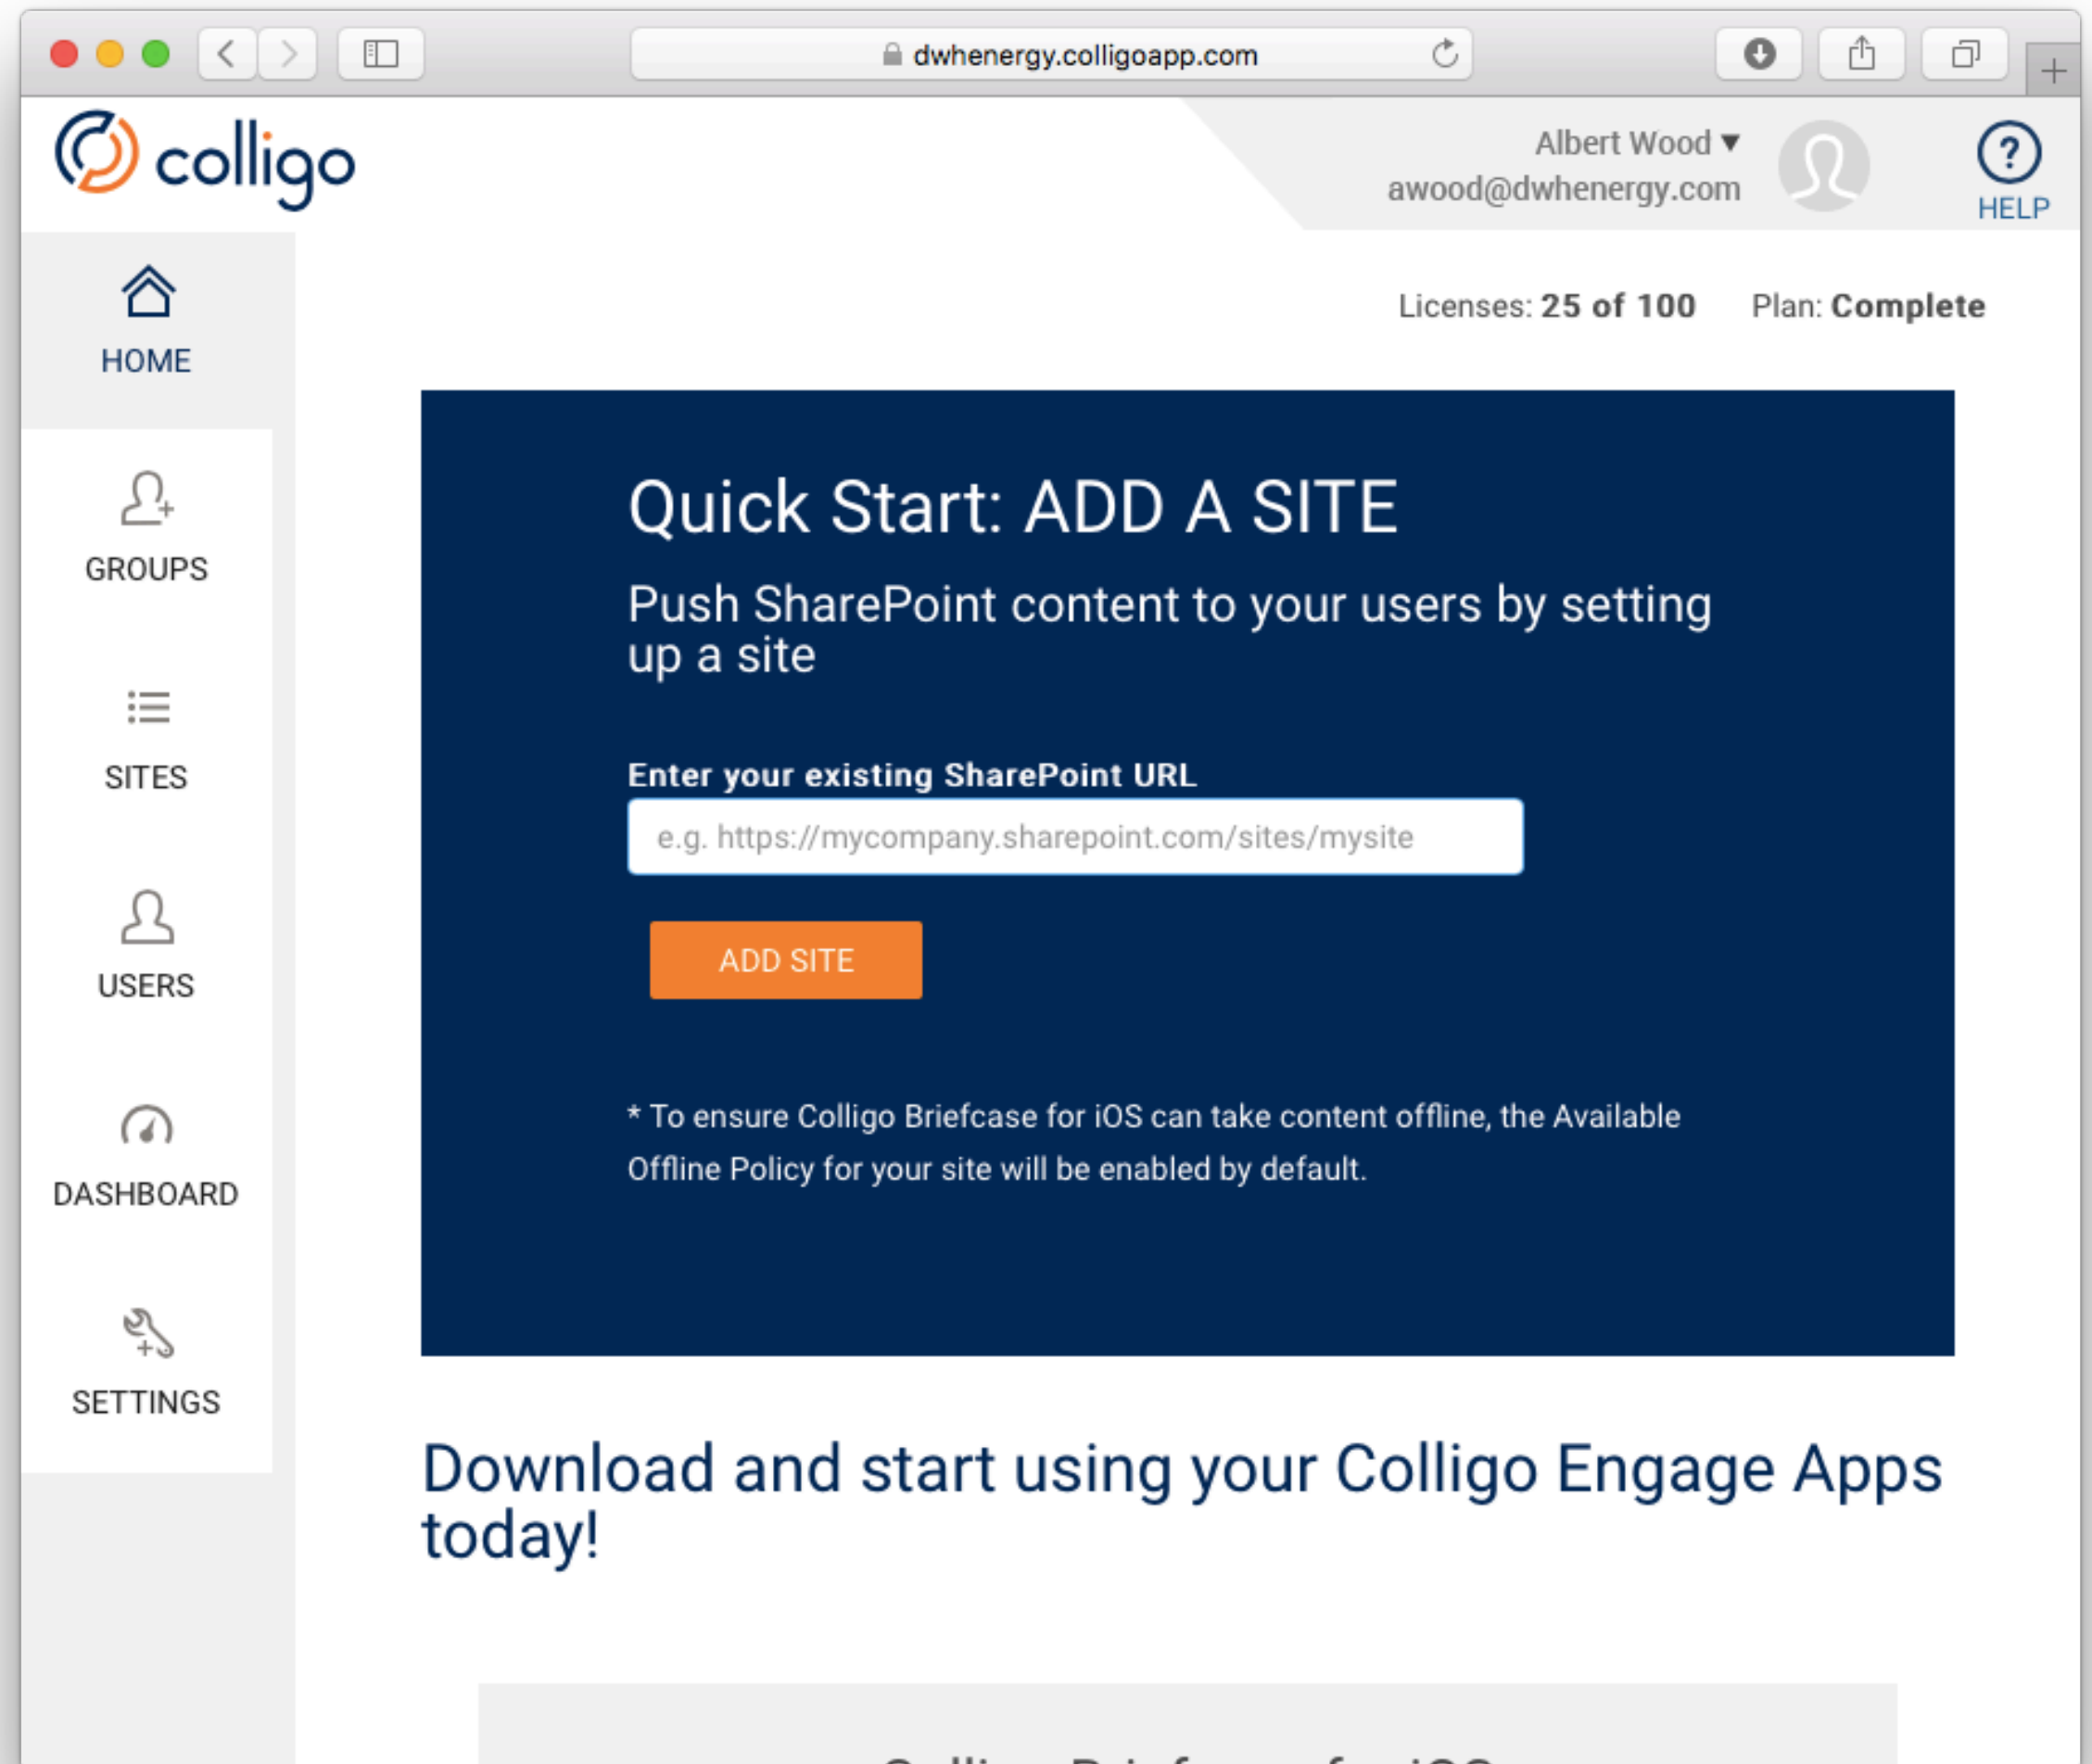 dwhenergy.colligoapp.com
colligo
Albert Wood ▼
awood@dwhenergy.com
HELP
Licenses: 25 of 100 Plan: Complete
HOME
GROUPS
SITES
USERS
DASHBOARD
SETTINGS
Quick Start: ADD A SITE
Push SharePoint content to your users by setting
up a site
Enter your existing SharePoint URL
e.g. https://mycompany.sharepoint.com/sites/mysite
ADD SITE
* To ensure Colligo Briefcase for iOS can take content offline, the Available
Offline Policy for your site will be enabled by default.
Download and start using your Colligo Engage Apps
today!